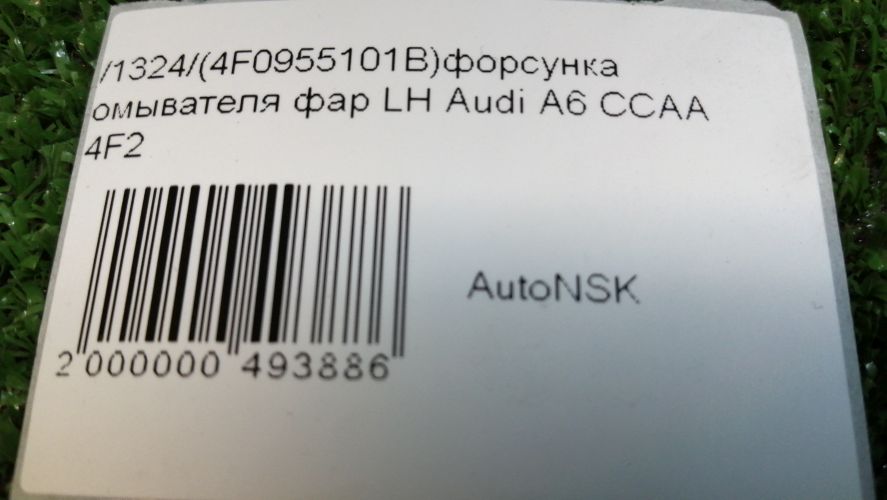 /1324/(4F0955101B)форсунка
омывателя фар LH Audi A6 CCAA
4F2
AutoNSK
2 000000 493886